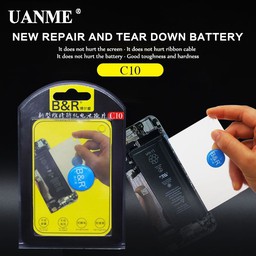 UANME®
NEW REPAIR AND TEAR DOWN BATTERY
· It does not hurt the screen · It does not hurt ribbon cable
· It does not hurt the battery · Good toughness and hardness
C10
B&R
C10
B&R
B&R